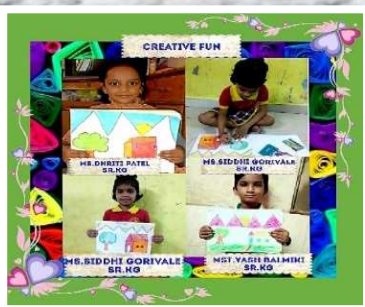 CREATIVE FUN
MS.DHRITI PATEL
SR.KG
MS.SIDDHI GORIVALE
SR.KG
MS.SIDDHI GORIVALE
SR.KG
MST.YASH BALMIKI
SR.KG